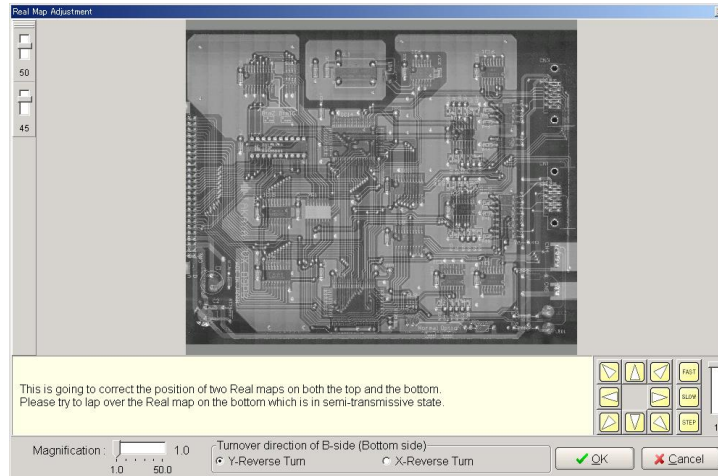 Real Map Adjustment
50
45
This is going to correct the position of two Real maps on both the top and the bottom.
Please try to lap over the Real map on the bottom which is in semi-transmissive state.
FAST
SLOW
STEP
Magnification :
1.0
1.0
50.0
Turnover direction of B-side (Bottom side)
Y-Reverse Turn
X-Reverse Turn
OK
Cancel